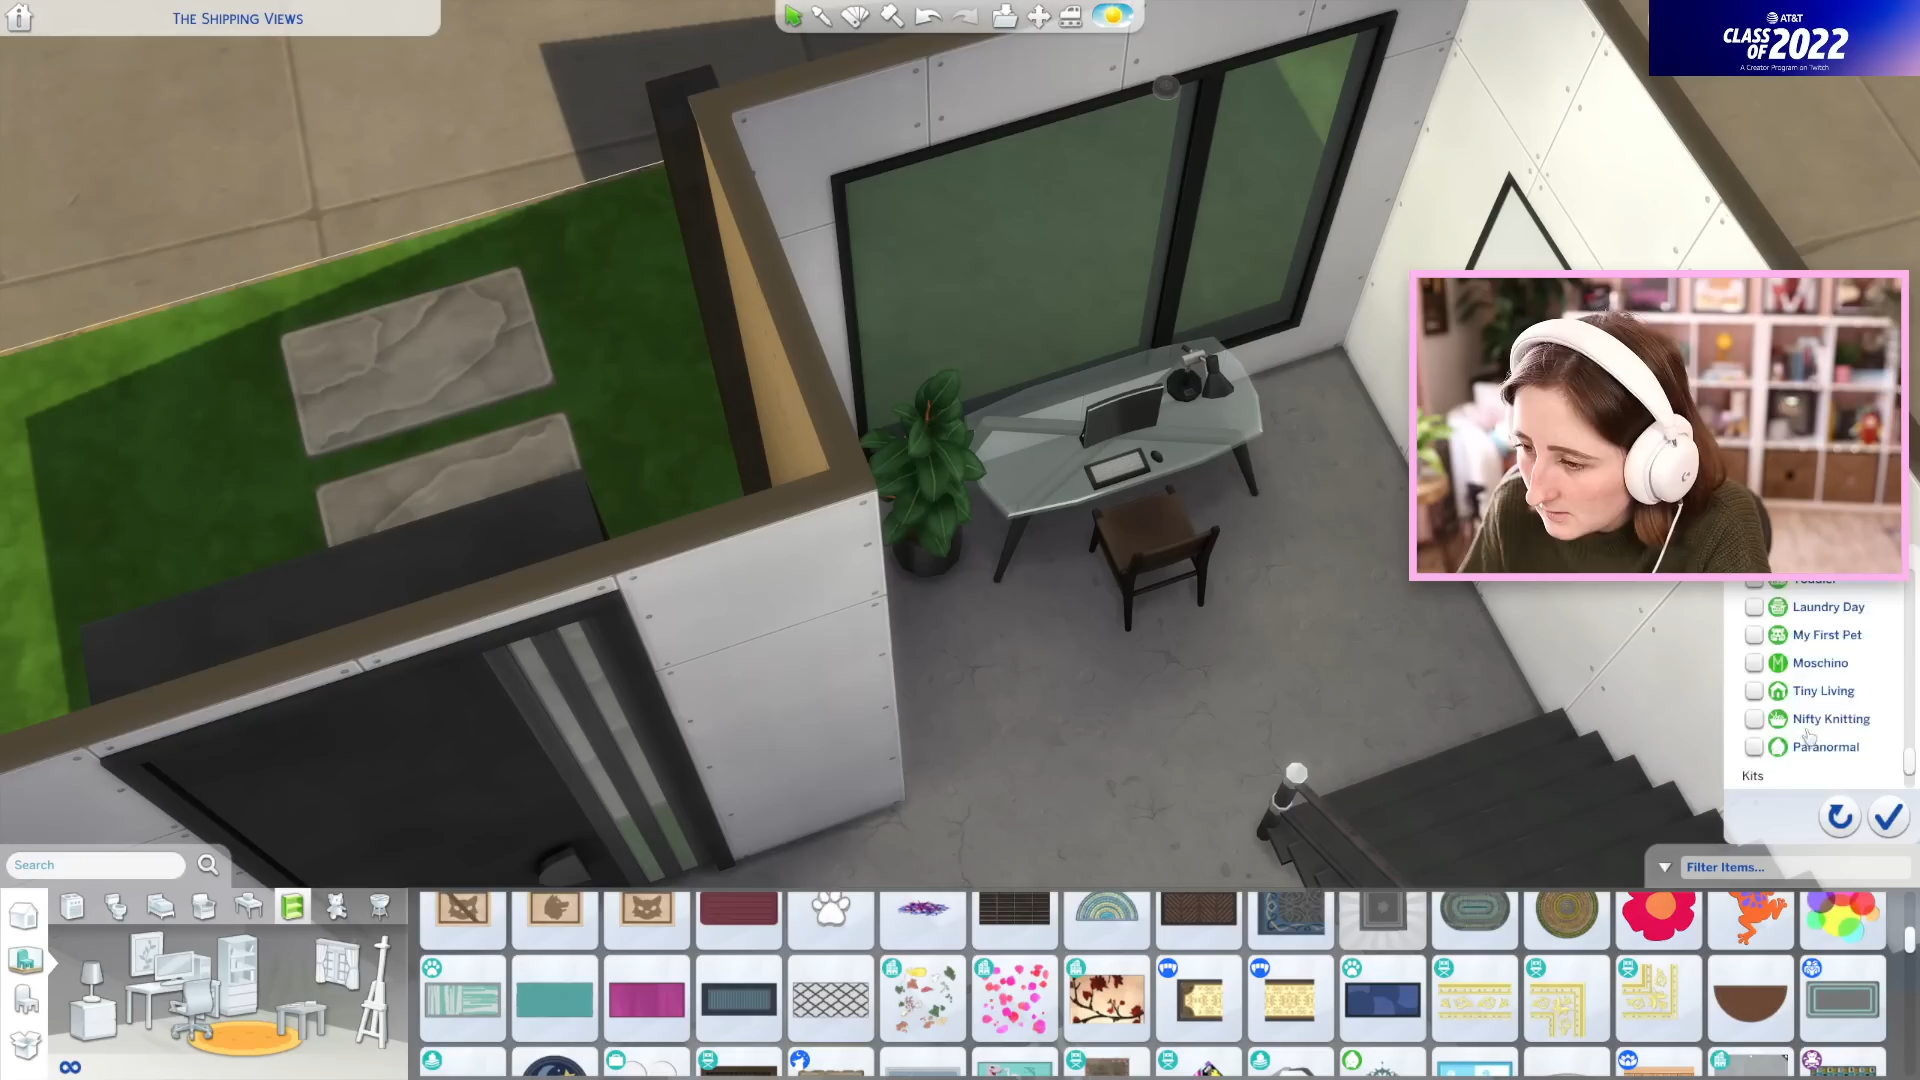 The Shipping Views
AT&T
CLASS
OF 2022
A Creator Program on Twitch
Toddler
Laundry Day
My First Pet
Moschino
Tiny Living
Nifty Knitting
Paranormal
Kits
Search
Filter Items...